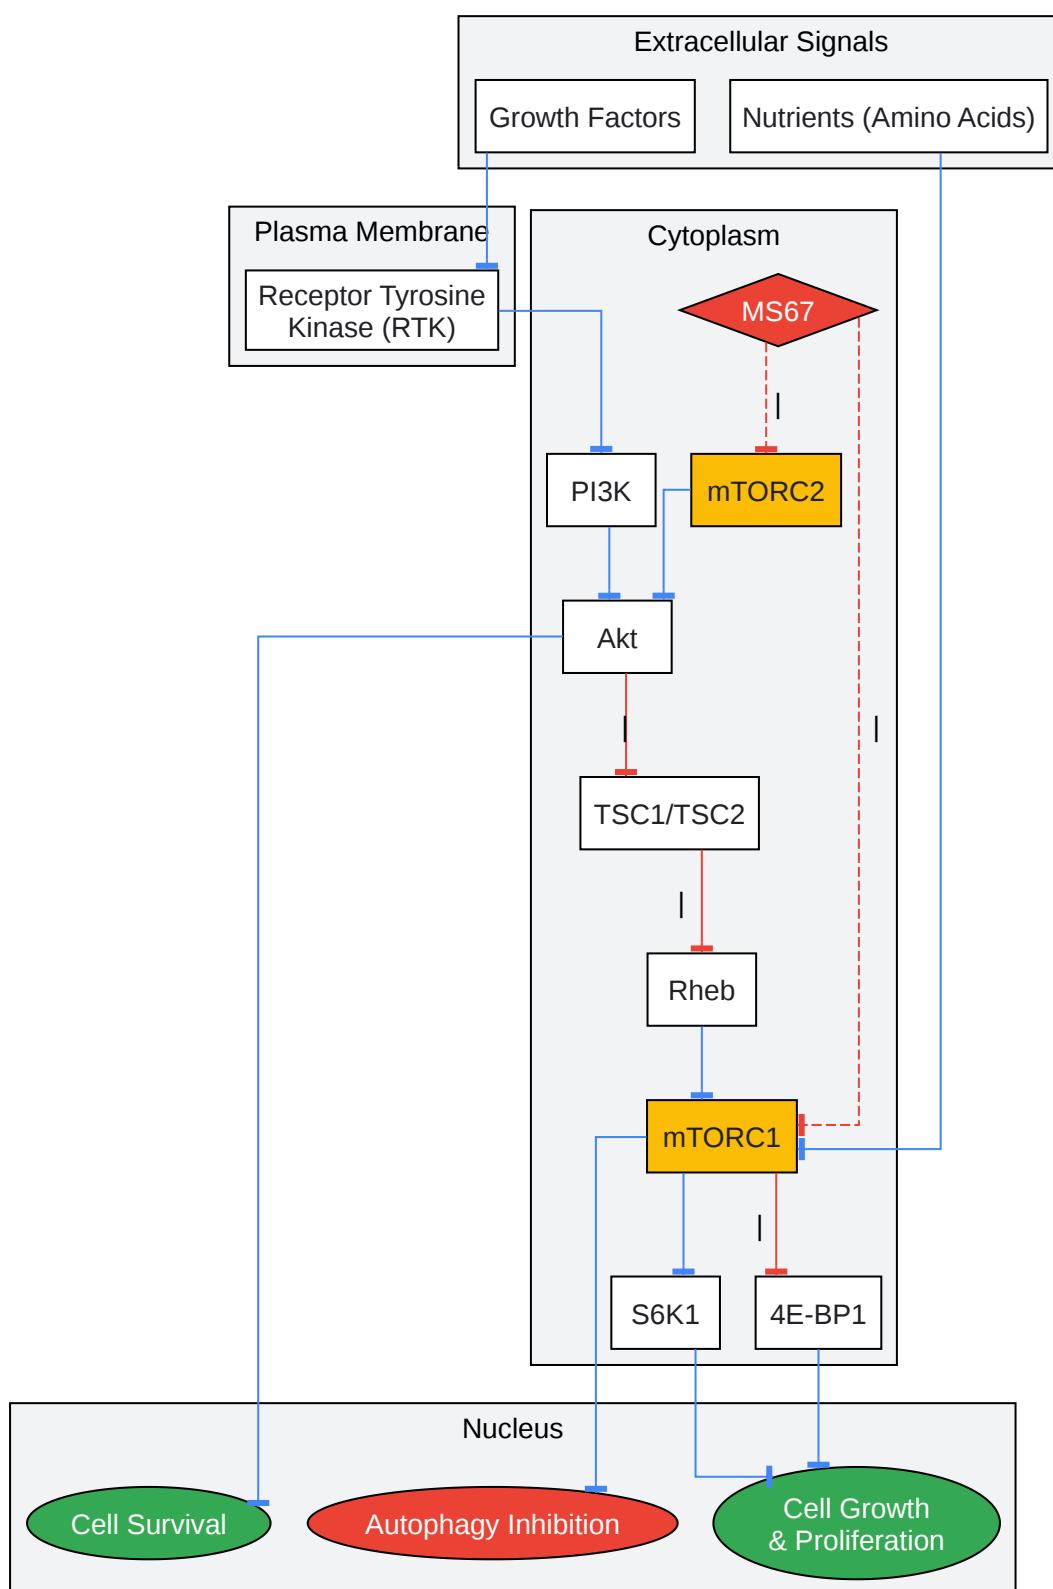 Extracellular Signals
Growth Factors
Nutrients (Amino Acids)
Plasma Membrane
Receptor Tyrosine
Kinase (RTK)
Cytoplasm
MS67
|
PI3K
mTORC2
Akt
|
|
TSC1/TSC2
|
Rheb
mTORC1
|
S6K1
4E-BP1
Nucleus
Cell Survival
Autophagy Inhibition
Cell Growth
& Proliferation